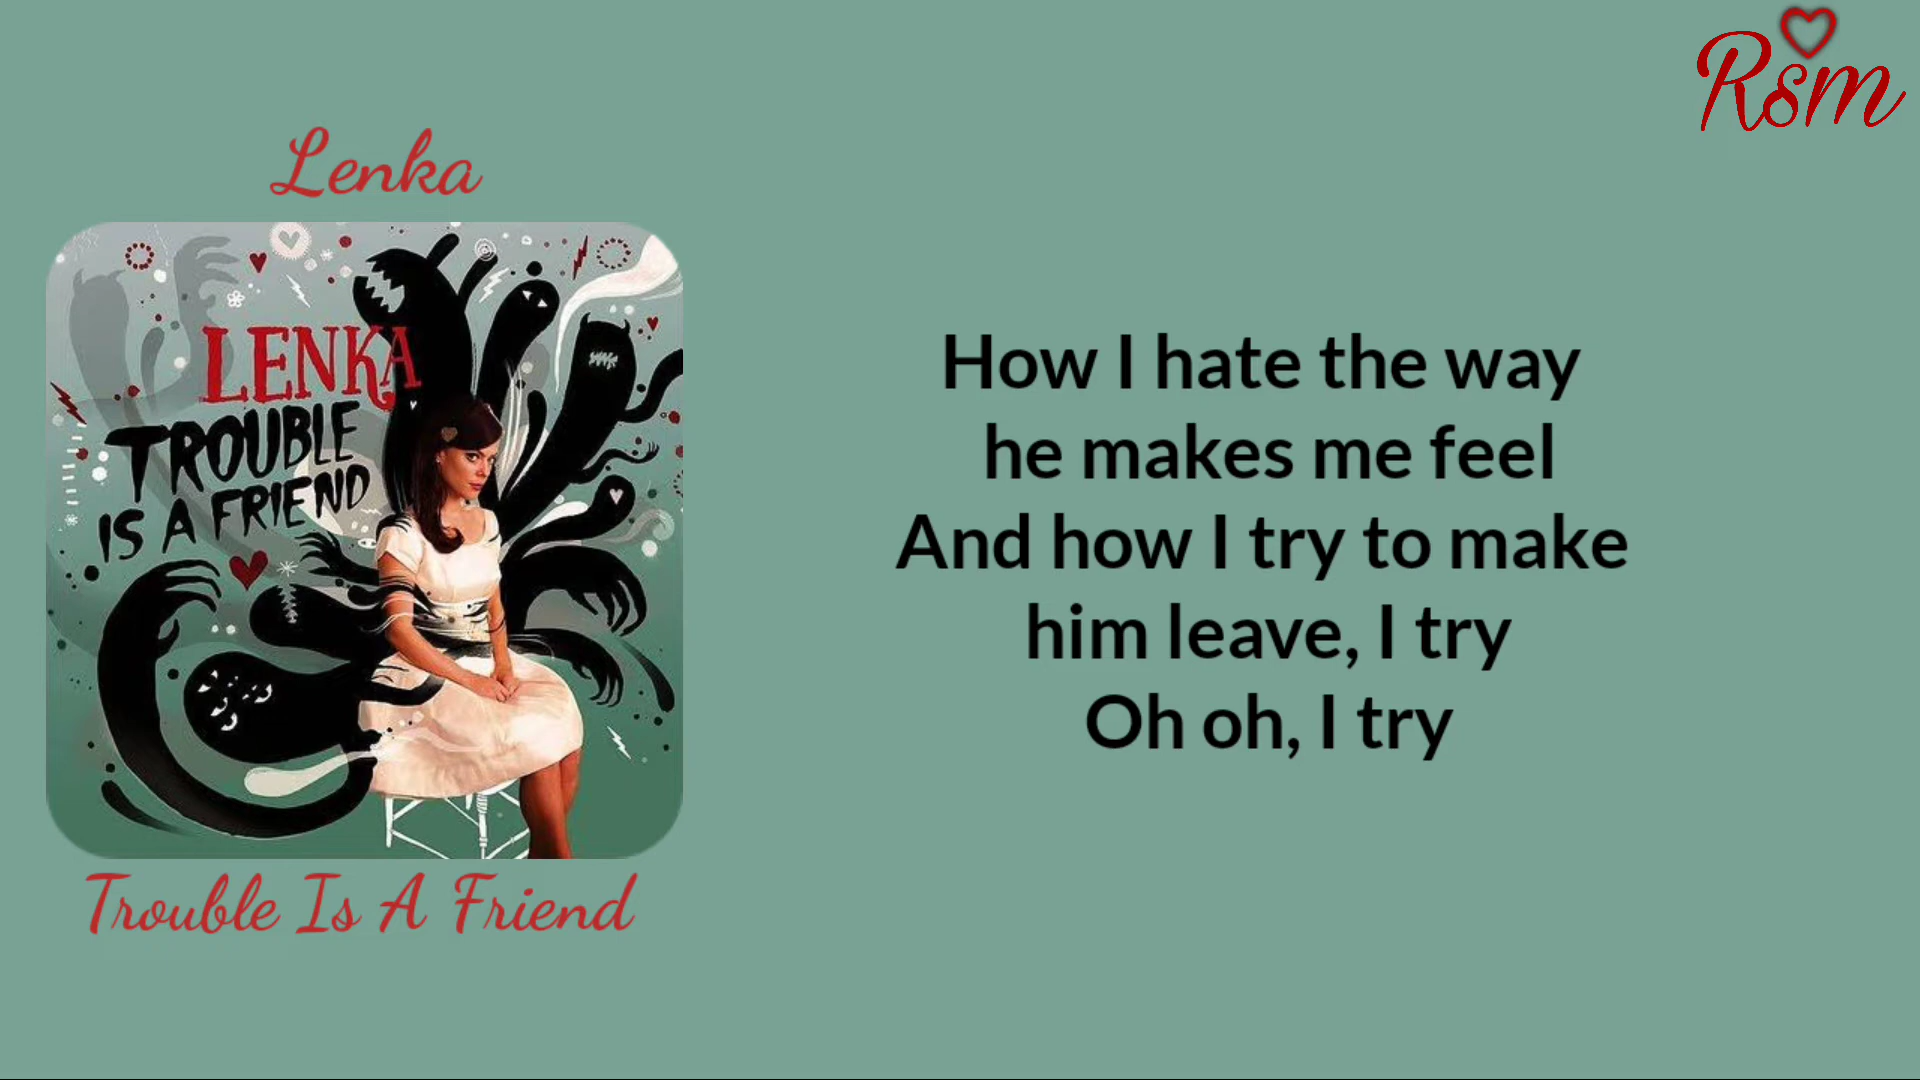 Rsm
Lenka
LENKA
TROUBLE
IS A FRIEND
Trouble Is A Friend
How I hate the way
he makes me feel
And how I try to make
him leave, I try
Oh oh, I try